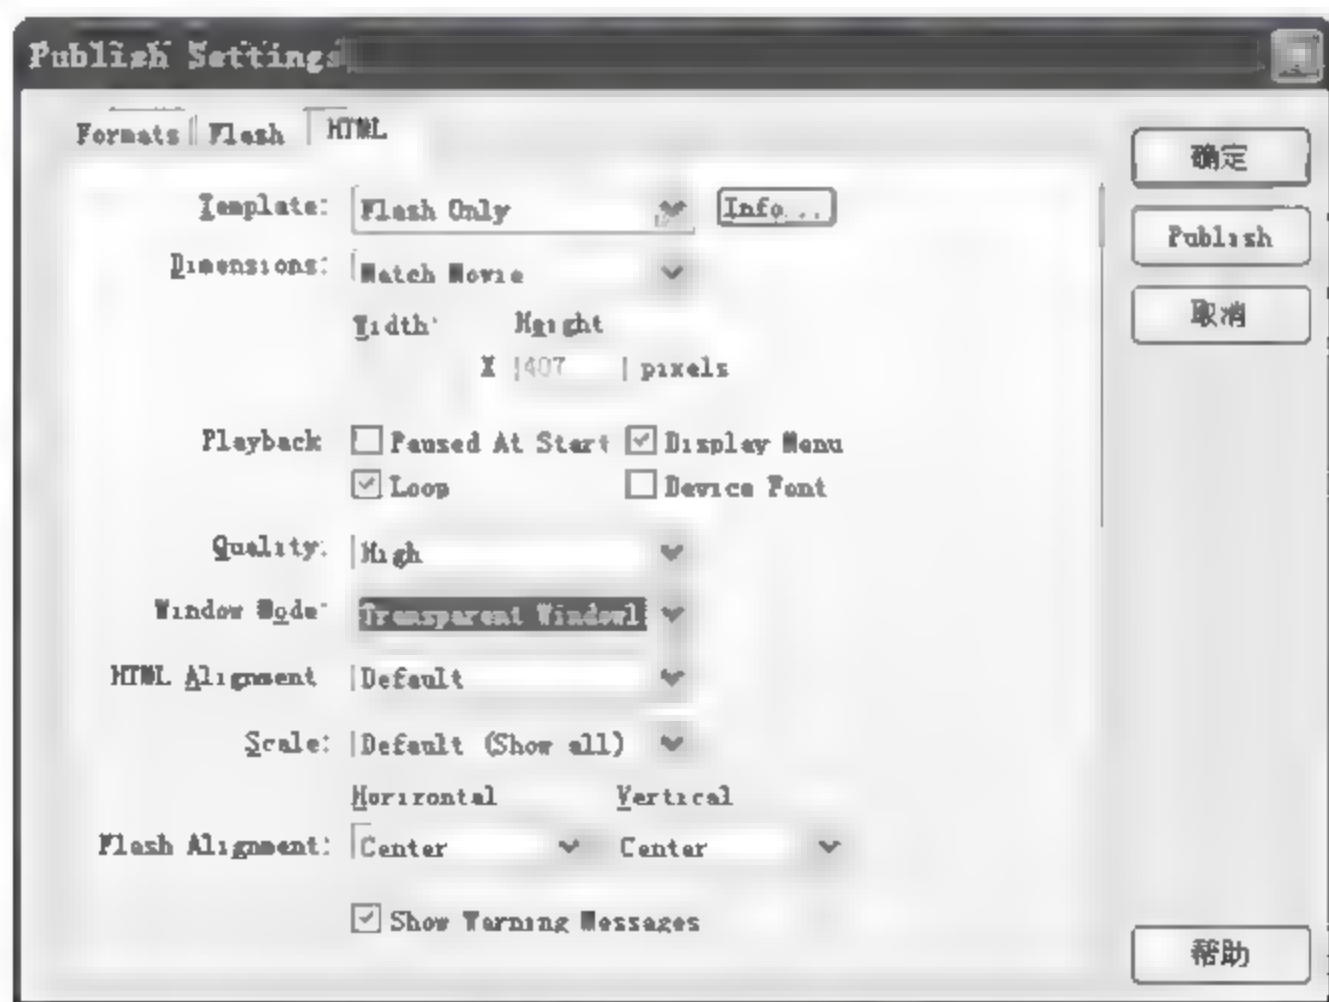 Publish Settings
Formats Flash HTML
确定
Template: Flash Only Info...
Publish
Dimensions: Match Movie
取消
Width: Height
X 407 pixels
Playback Paused At Start Display Menu
Loop Device Font
Quality: High
Window Mode: Transparent Windowl
HTML Alignment Default
Scale: Default (Show all)
Horizontal Vertical
Flash Alignment: Center Center
Show Warning Messages
帮助